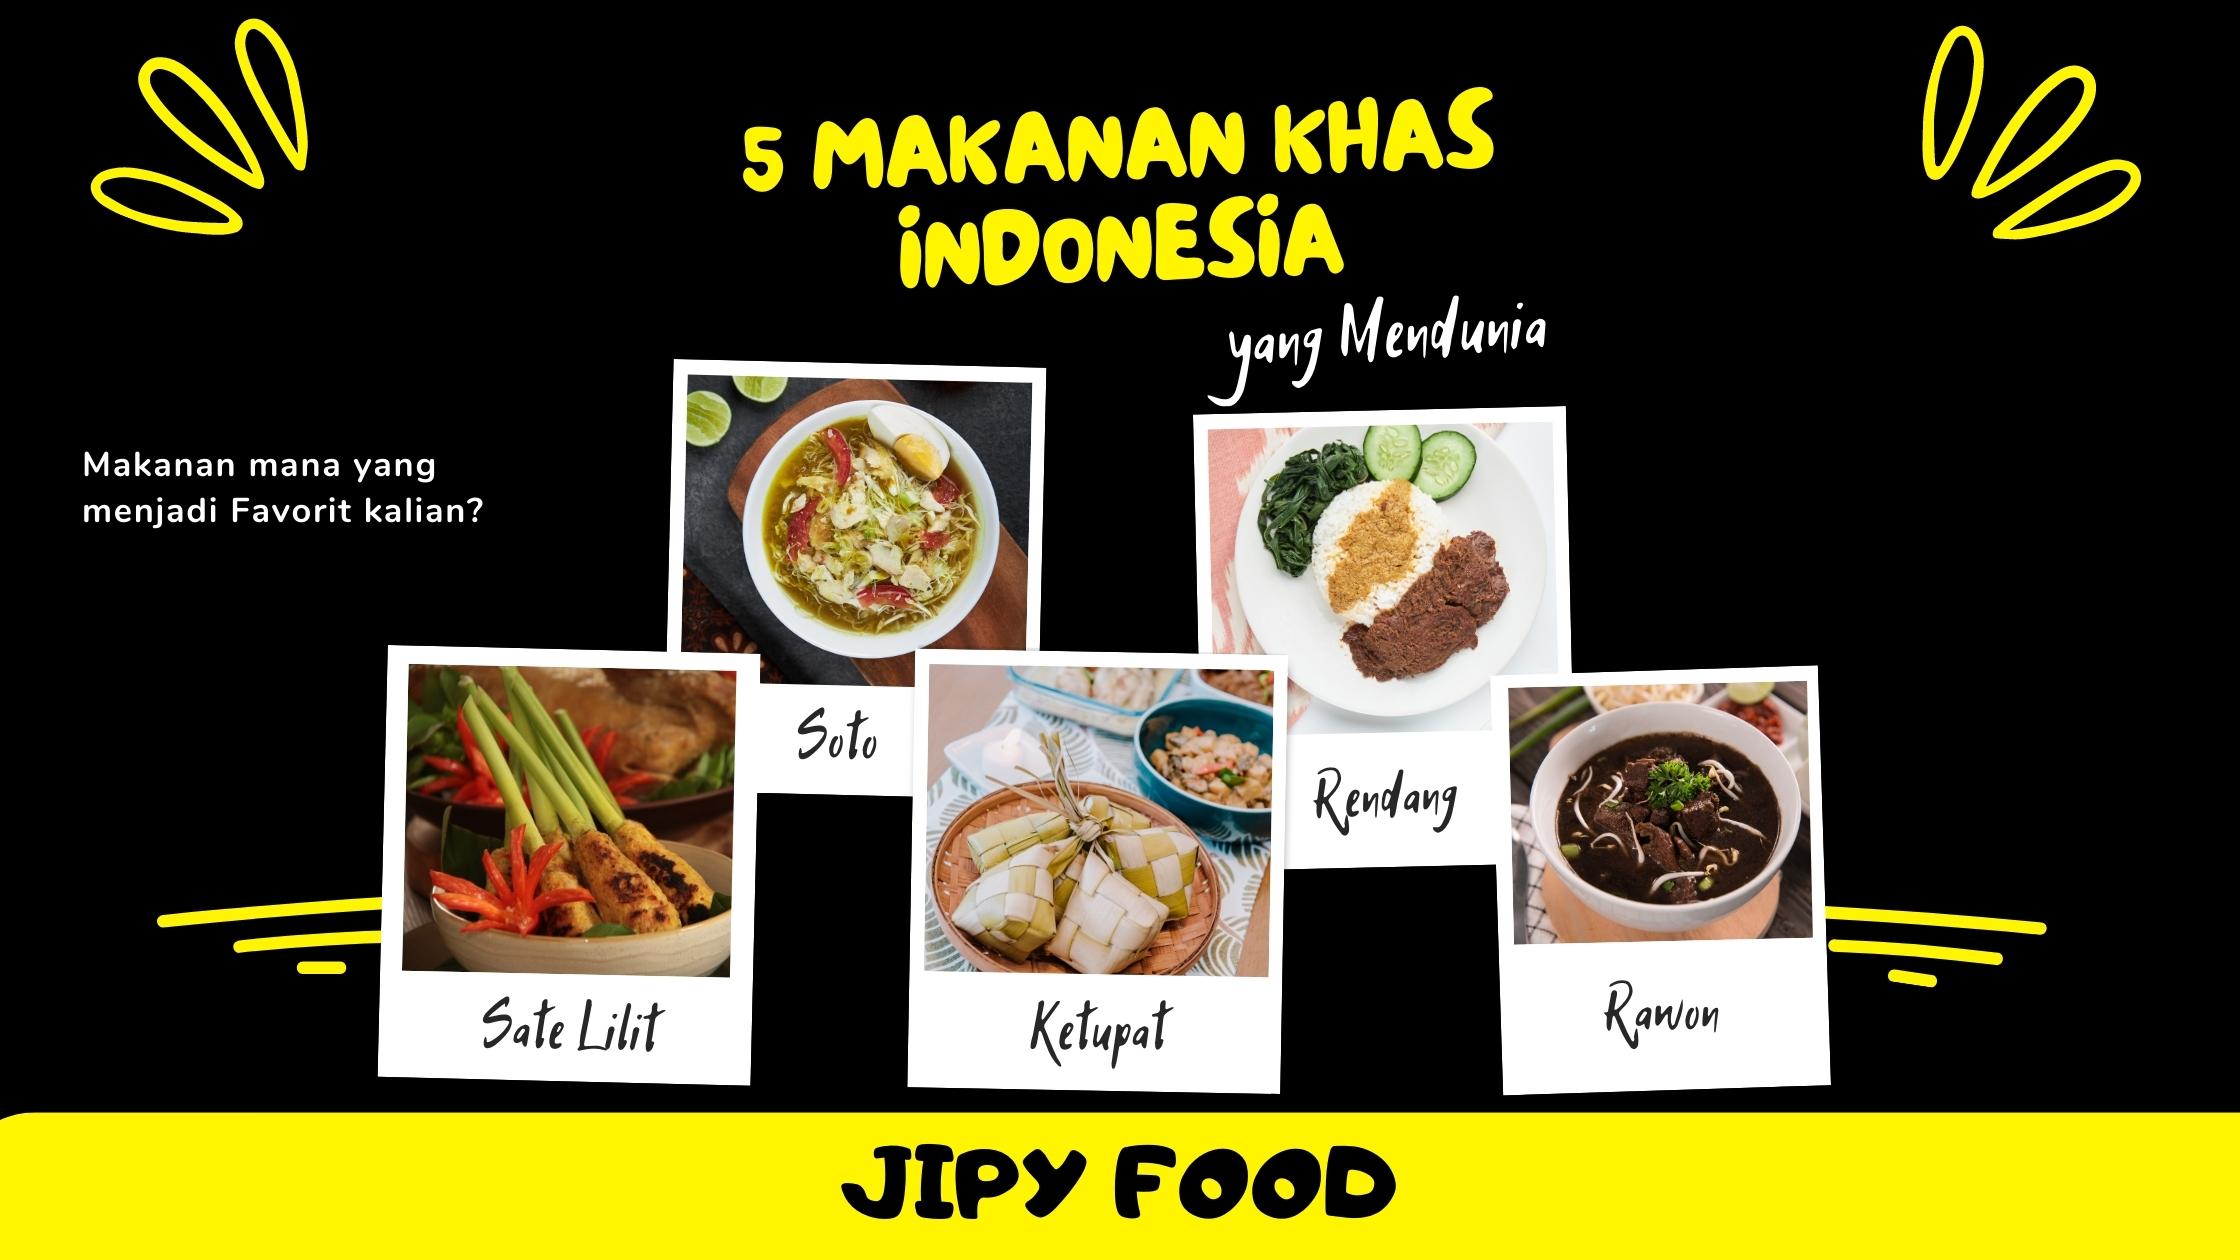 5 MAKANAN KHAS
INDONESIA
yang Mendunia
Makanan mana yang
menjadi Favorit kalian?
Soto
Rendang
Sate Lilit
Ketupat
Rawon
JIPY FOOD